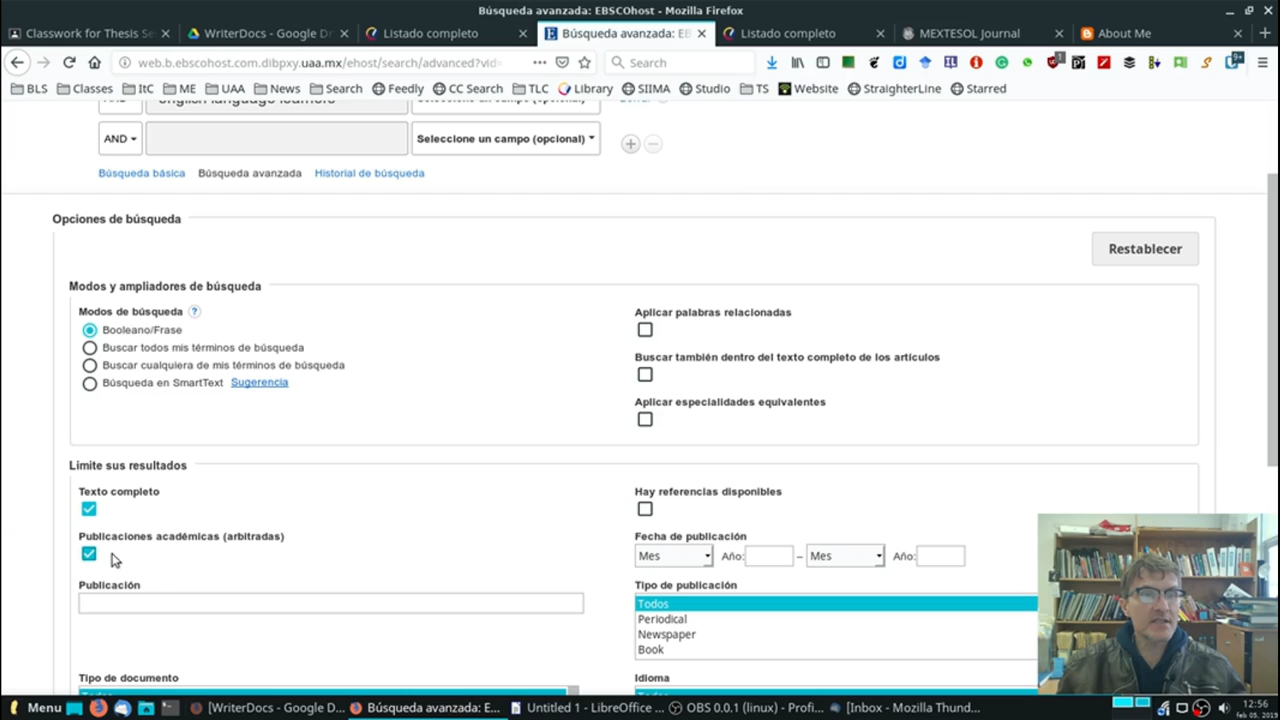 Búsqueda avanzada: EBSCOhost - Mozilla Firefox
Classwork for Thesis Se
WriterDocs - Google Dr
Listado completo
Búsqueda avanzada: EB
Listado completo
MEXTESOL Journal
About Me
web.b.ebscohost.com.dibpxy.uaa.mx/ehost/search/advanced?vid=
Search
BLS Classes ItC ME UAA News Search Feedly CC Search TLC Library SIIMA Studio TS Website StraighterLine Starred
english language learners
AND Seleccione un campo (opcional)
Búsqueda básica Búsqueda avanzada Historial de búsqueda
Opciones de búsqueda
Restablecer
Modos y ampliadores de búsqueda
Modos de búsqueda ?
Booleano/Frase
Buscar todos mis términos de búsqueda
Buscar cualquiera de mis términos de búsqueda
Búsqueda en SmartText Sugerencia
Aplicar palabras relacionadas
Buscar también dentro del texto completo de los artículos
Aplicar especialidades equivalentes
Limite sus resultados
Texto completo
Publicaciones académicas (arbitradas)
Publicación
Tipo de documento
Hay referencias disponibles
Fecha de publicación
Mes Año: – Mes Año:
Tipo de publicación
Todos
Periodical
Newspaper
Book
Idioma
Menu [WriterDocs - Google D... Búsqueda avanzada: E... Untitled 1 - LibreOffice ... OBS 0.0.1 (linux) - Profi... [Inbox - Mozilla Thund... 12:56
feb 05, 2019